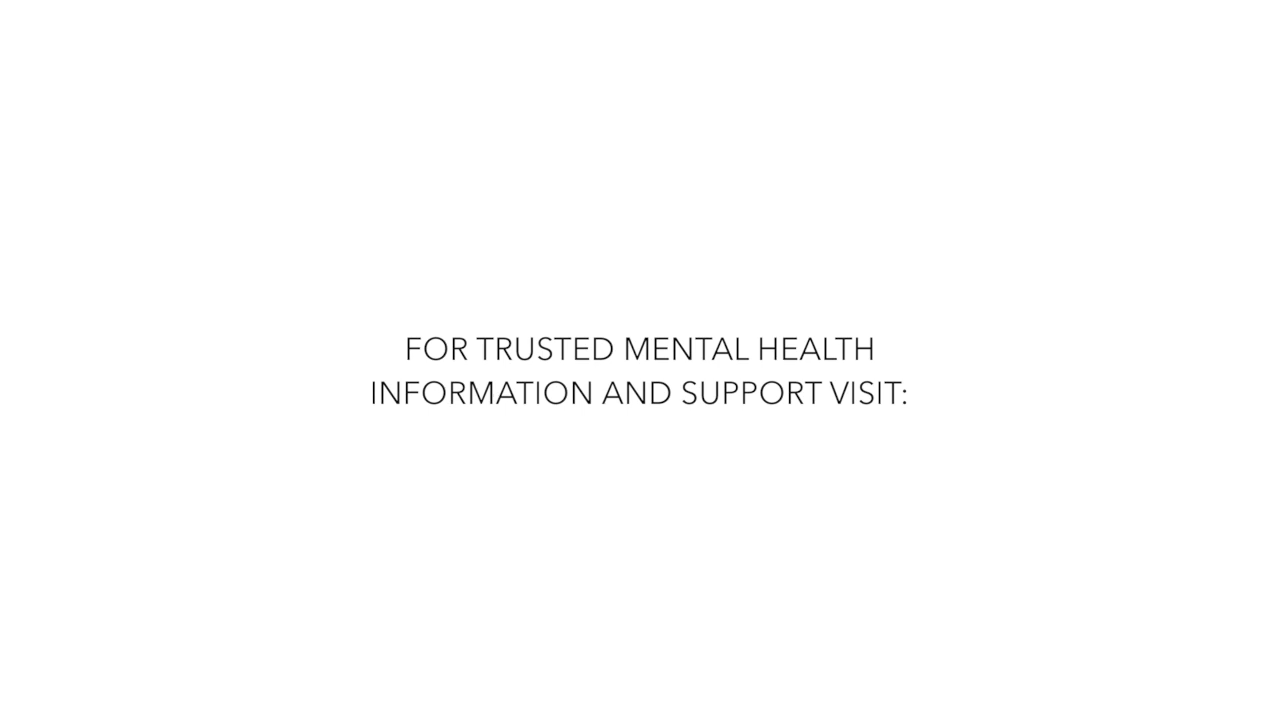 FOR TRUSTED MENTAL HEALTH
INFORMATION AND SUPPORT VISIT: